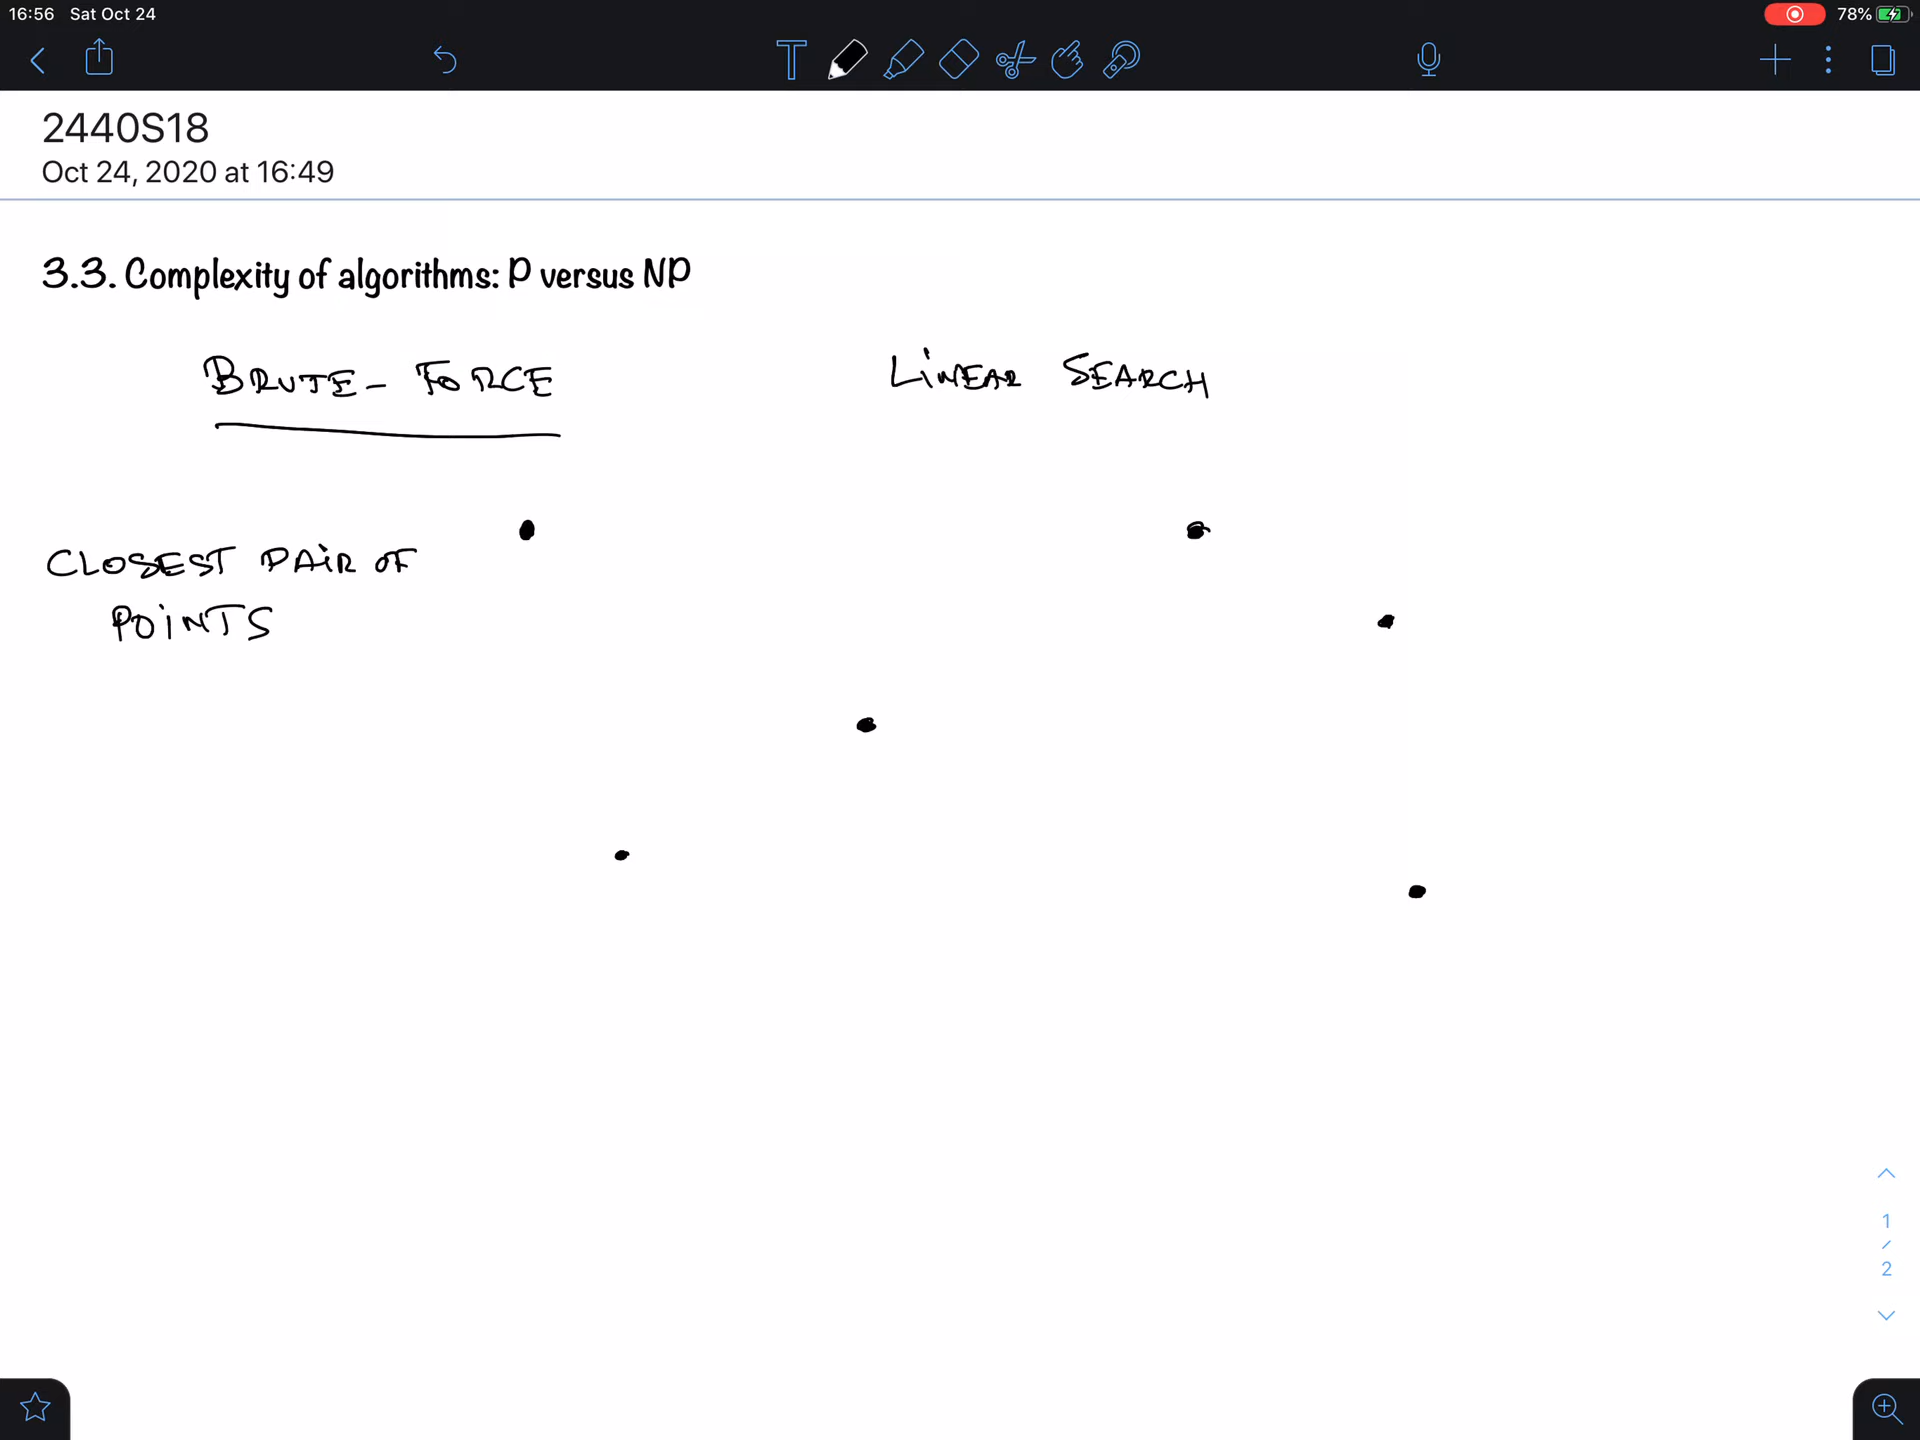 16:56 Sat Oct 24
78%
2440S18
Oct 24, 2020 at 16:49
3.3. Complexity of algorithms: P versus NP
BRUTE-FORCE
LINEAR SEARCH
CLOSEST PAIR OF
POINTS
1
/
2